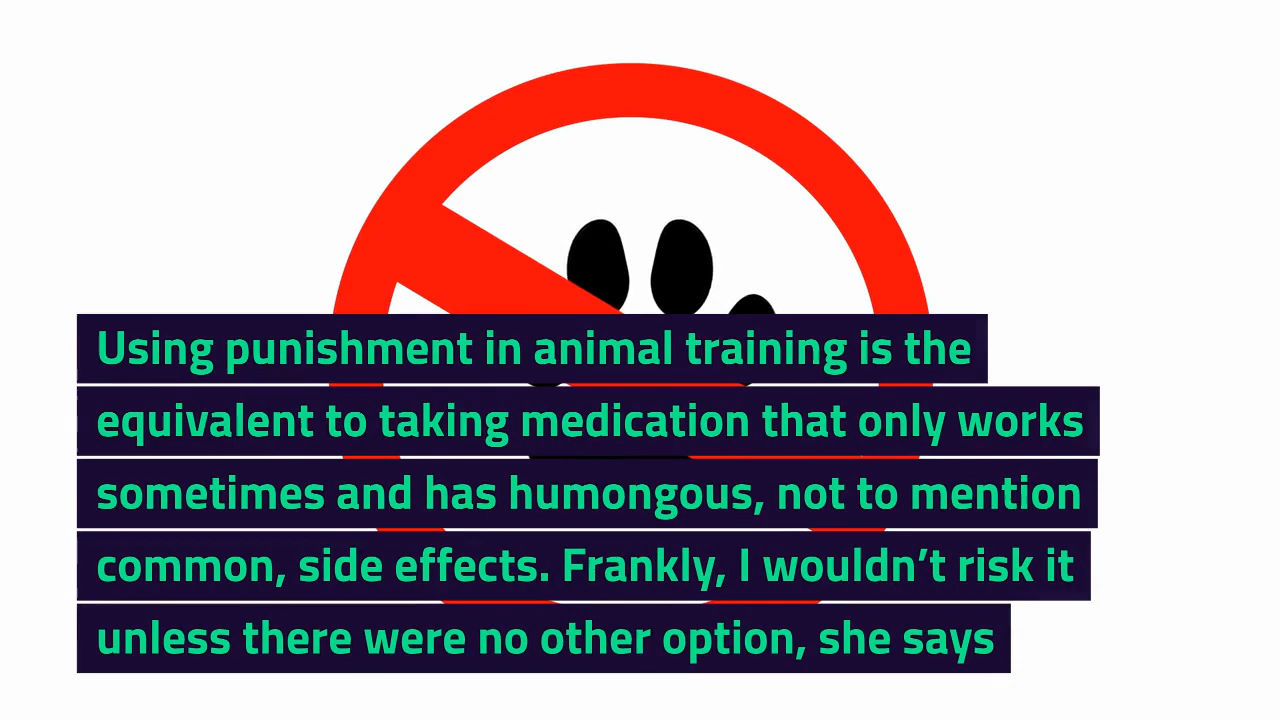 Using punishment in animal training is the
equivalent to taking medication that only works
sometimes and has humongous, not to mention
common, side effects. Frankly, I wouldn’t risk it
unless there were no other option, she says